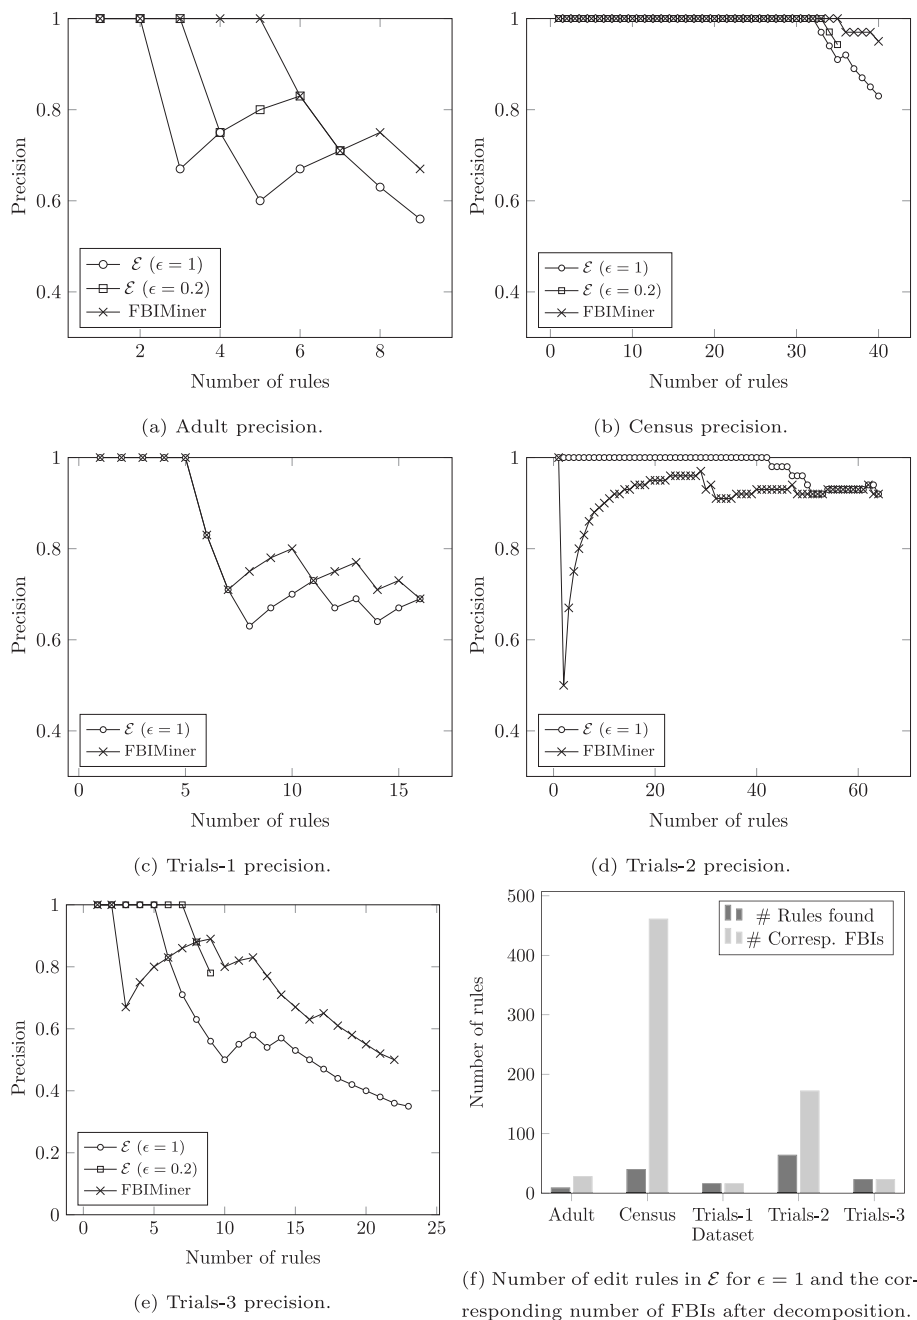 1
0.8
0.6
0.4
Precision
2
4
6
8
Number of rules
ℰ (ϵ = 1)
ℰ (ϵ = 0.2)
FBIMiner
(a) Adult precision.
1
0.8
0.6
0.4
Precision
0
10
20
30
40
Number of rules
ℰ (ϵ = 1)
ℰ (ϵ = 0.2)
FBIMiner
(b) Census precision.
1
0.8
0.6
0.4
Precision
0
5
10
15
Number of rules
ℰ (ϵ = 1)
FBIMiner
(c) Trials-1 precision.
1
0.8
0.6
0.4
Precision
0
20
40
60
Number of rules
ℰ (ϵ = 1)
FBIMiner
(d) Trials-2 precision.
1
0.8
0.6
0.4
0.2
0
Precision
0
5
10
15
20
25
Number of rules
ℰ (ϵ = 1)
ℰ (ϵ = 0.2)
FBIMiner
(e) Trials-3 precision.
500
400
300
200
100
0
Number of rules
# Rules found
# Corresp. FBIs
Adult
Census
Trials-1
Trials-2
Trials-3
Dataset
(f) Number of edit rules in ℰ for ϵ = 1 and the cor-
responding number of FBIs after decomposition.